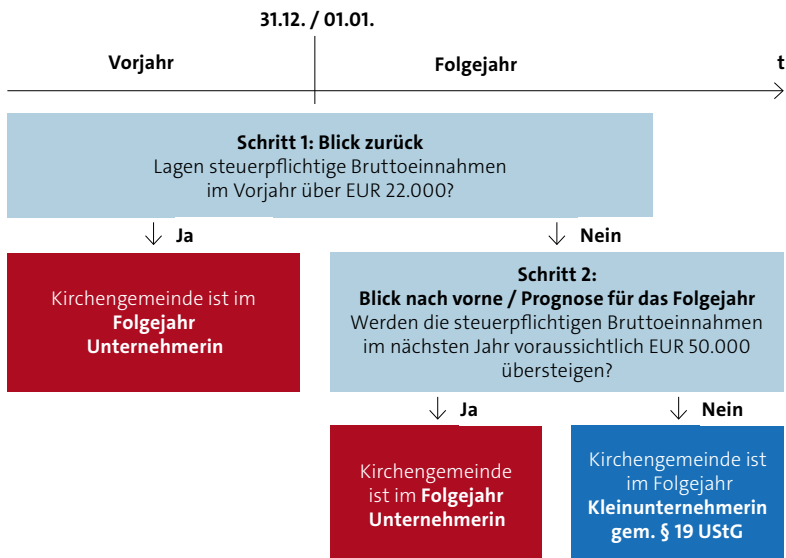 31.12. / 01.01.
Vorjahr
Folgejahr
t
Schritt 1: Blick zurück
Lagen steuerpflichtige Bruttoeinnahmen
im Vorjahr über EUR 22.000?
Ja
Nein
Kirchengemeinde ist im
Folgejahr
Unternehmerin
Schritt 2:
Blick nach vorne / Prognose für das Folgejahr
Werden die steuerpflichtigen Bruttoeinnahmen
im nächsten Jahr voraussichtlich EUR 50.000
übersteigen?
Ja
Nein
Kirchengemeinde
ist im Folgejahr
Unternehmerin
Kirchengemeinde ist
im Folgejahr
Kleinunternehmerin
gem. § 19 UStG